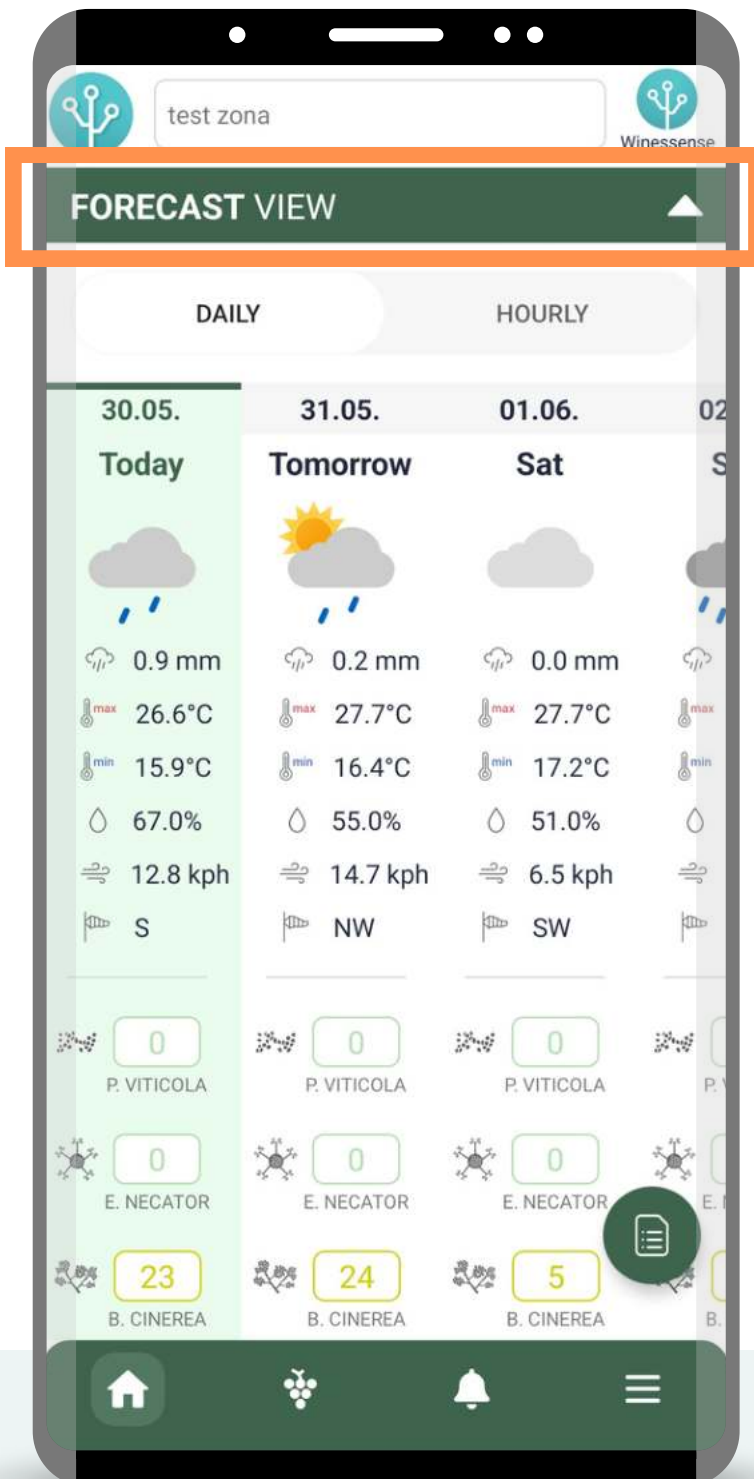 test zona
Winessense
FORECAST VIEW
DAILY HOURLY
30.05. 31.05. 01.06. 02
Today Tomorrow Sat S
0.9 mm 0.2 mm 0.0 mm
max 26.6°C max 27.7°C max 27.7°C max
min 15.9°C min 16.4°C min 17.2°C min
67.0% 55.0% 51.0%
12.8 kph 14.7 kph 6.5 kph
S NW SW
0 0 0
P. VITICOLA P. VITICOLA P. VITICOLA P.
0 0 0
E. NECATOR E. NECATOR E. NECATOR E.
23 24 5
B. CINEREA B. CINEREA B. CINEREA B.